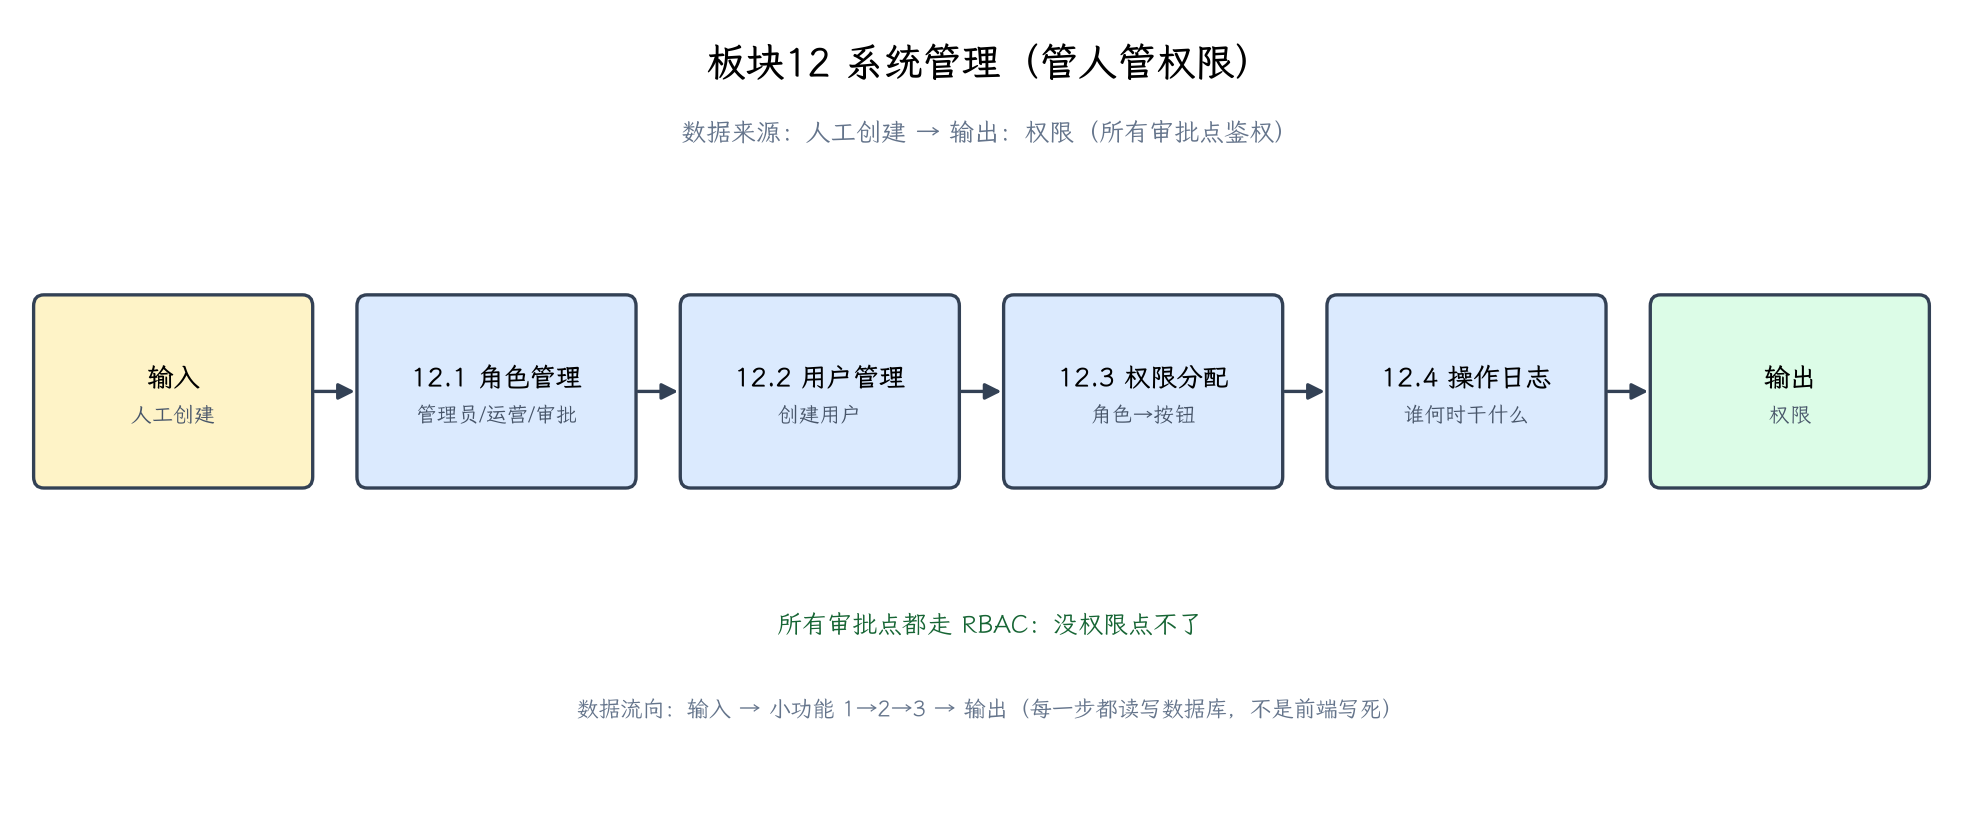 板块12 系统管理（管人管权限）
数据来源：人工创建 → 输出：权限（所有审批点鉴权）
输入
人工创建
12.1 角色管理
管理员/运营/审批
12.2 用户管理
创建用户
12.3 权限分配
角色→按钮
12.4 操作日志
谁何时干什么
输出
权限
所有审批点都走 RBAC：没权限点不了
数据流向：输入 → 小功能 1→2→3 → 输出（每一步都读写数据库，不是前端写死）